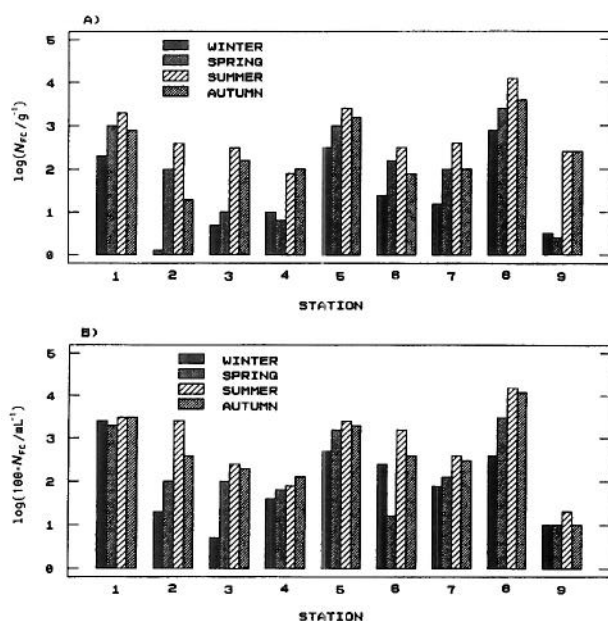 A)
5
4
3
2
1
0
log(N_FC/g⁻¹)
WINTER
SPRING
SUMMER
AUTUMN
1 2 3 4 5 6 7 8 9
STATION
B)
5
4
3
2
1
0
log(100·N_FC/mL⁻¹)
WINTER
SPRING
SUMMER
AUTUMN
1 2 3 4 5 6 7 8 9
STATION